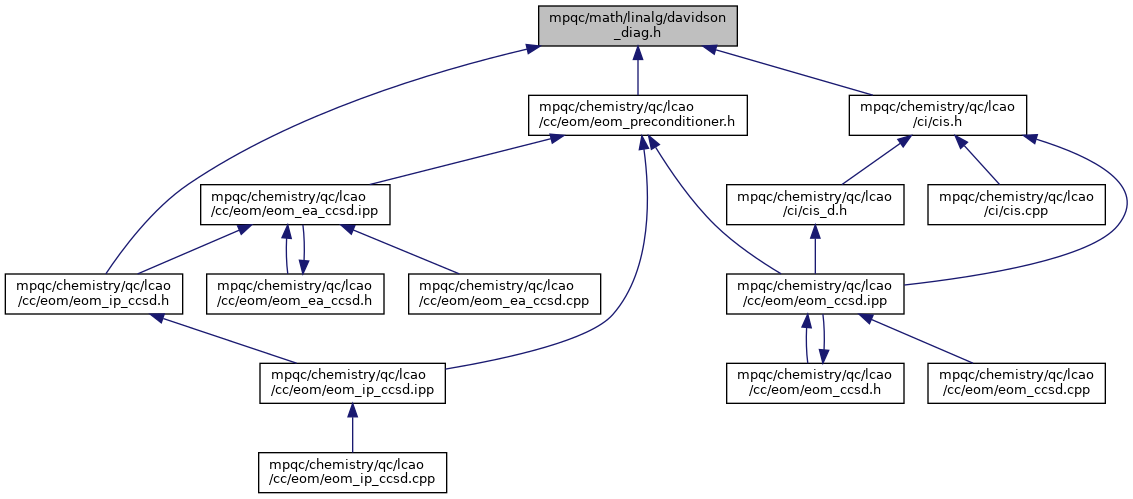 mpqc/math/linalg/davidson
_diag.h
mpqc/chemistry/qc/lcao
/cc/eom/eom_preconditioner.h
mpqc/chemistry/qc/lcao
/ci/cis.h
mpqc/chemistry/qc/lcao
/cc/eom/eom_ea_ccsd.ipp
mpqc/chemistry/qc/lcao
/ci/cis_d.h
mpqc/chemistry/qc/lcao
/ci/cis.cpp
mpqc/chemistry/qc/lcao
/cc/eom/eom_ip_ccsd.h
mpqc/chemistry/qc/lcao
/cc/eom/eom_ea_ccsd.h
mpqc/chemistry/qc/lcao
/cc/eom/eom_ea_ccsd.cpp
mpqc/chemistry/qc/lcao
/cc/eom/eom_ccsd.ipp
mpqc/chemistry/qc/lcao
/cc/eom/eom_ip_ccsd.ipp
mpqc/chemistry/qc/lcao
/cc/eom/eom_ccsd.h
mpqc/chemistry/qc/lcao
/cc/eom/eom_ccsd.cpp
mpqc/chemistry/qc/lcao
/cc/eom/eom_ip_ccsd.cpp